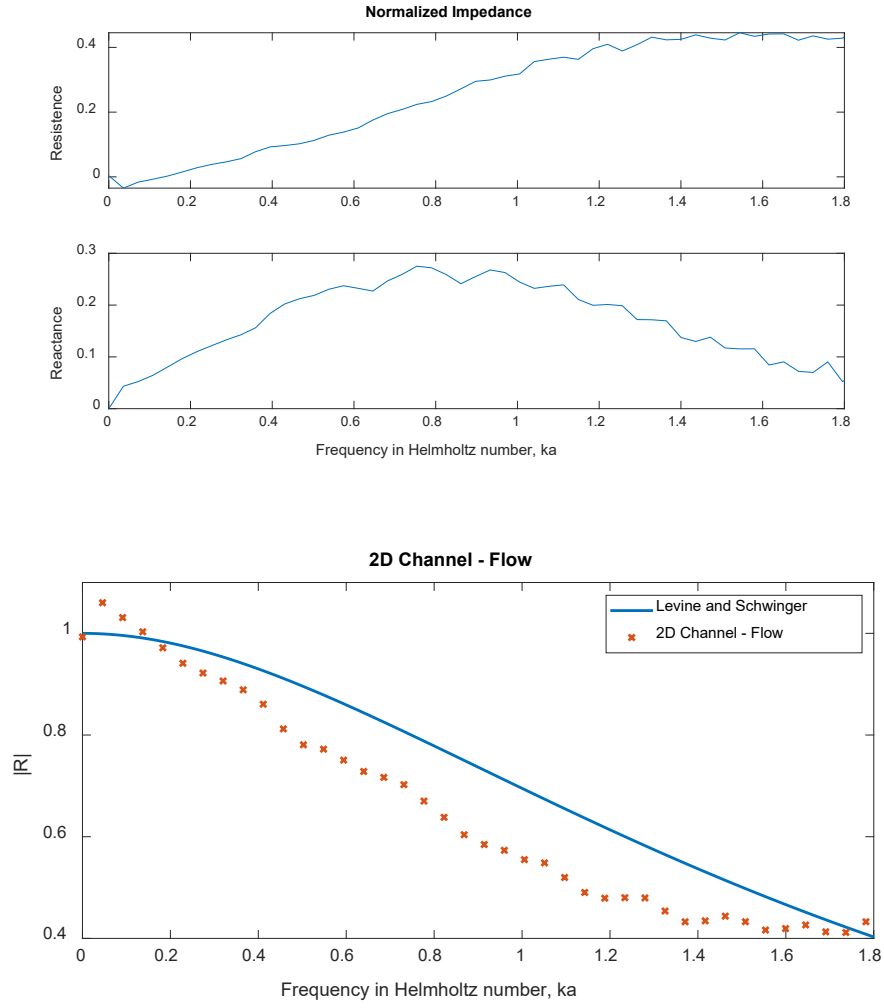 Normalized Impedance
0.4
0.2
0
Resistence
0 0.2 0.4 0.6 0.8 1 1.2 1.4 1.6 1.8
0.3
0.2
0.1
0
Reactance
0 0.2 0.4 0.6 0.8 1 1.2 1.4 1.6 1.8
Frequency in Helmholtz number, ka
2D Channel - Flow
Levine and Schwinger
2D Channel - Flow
1
0.8
0.6
0.4
|R|
0 0.2 0.4 0.6 0.8 1 1.2 1.4 1.6 1.8
Frequency in Helmholtz number, ka